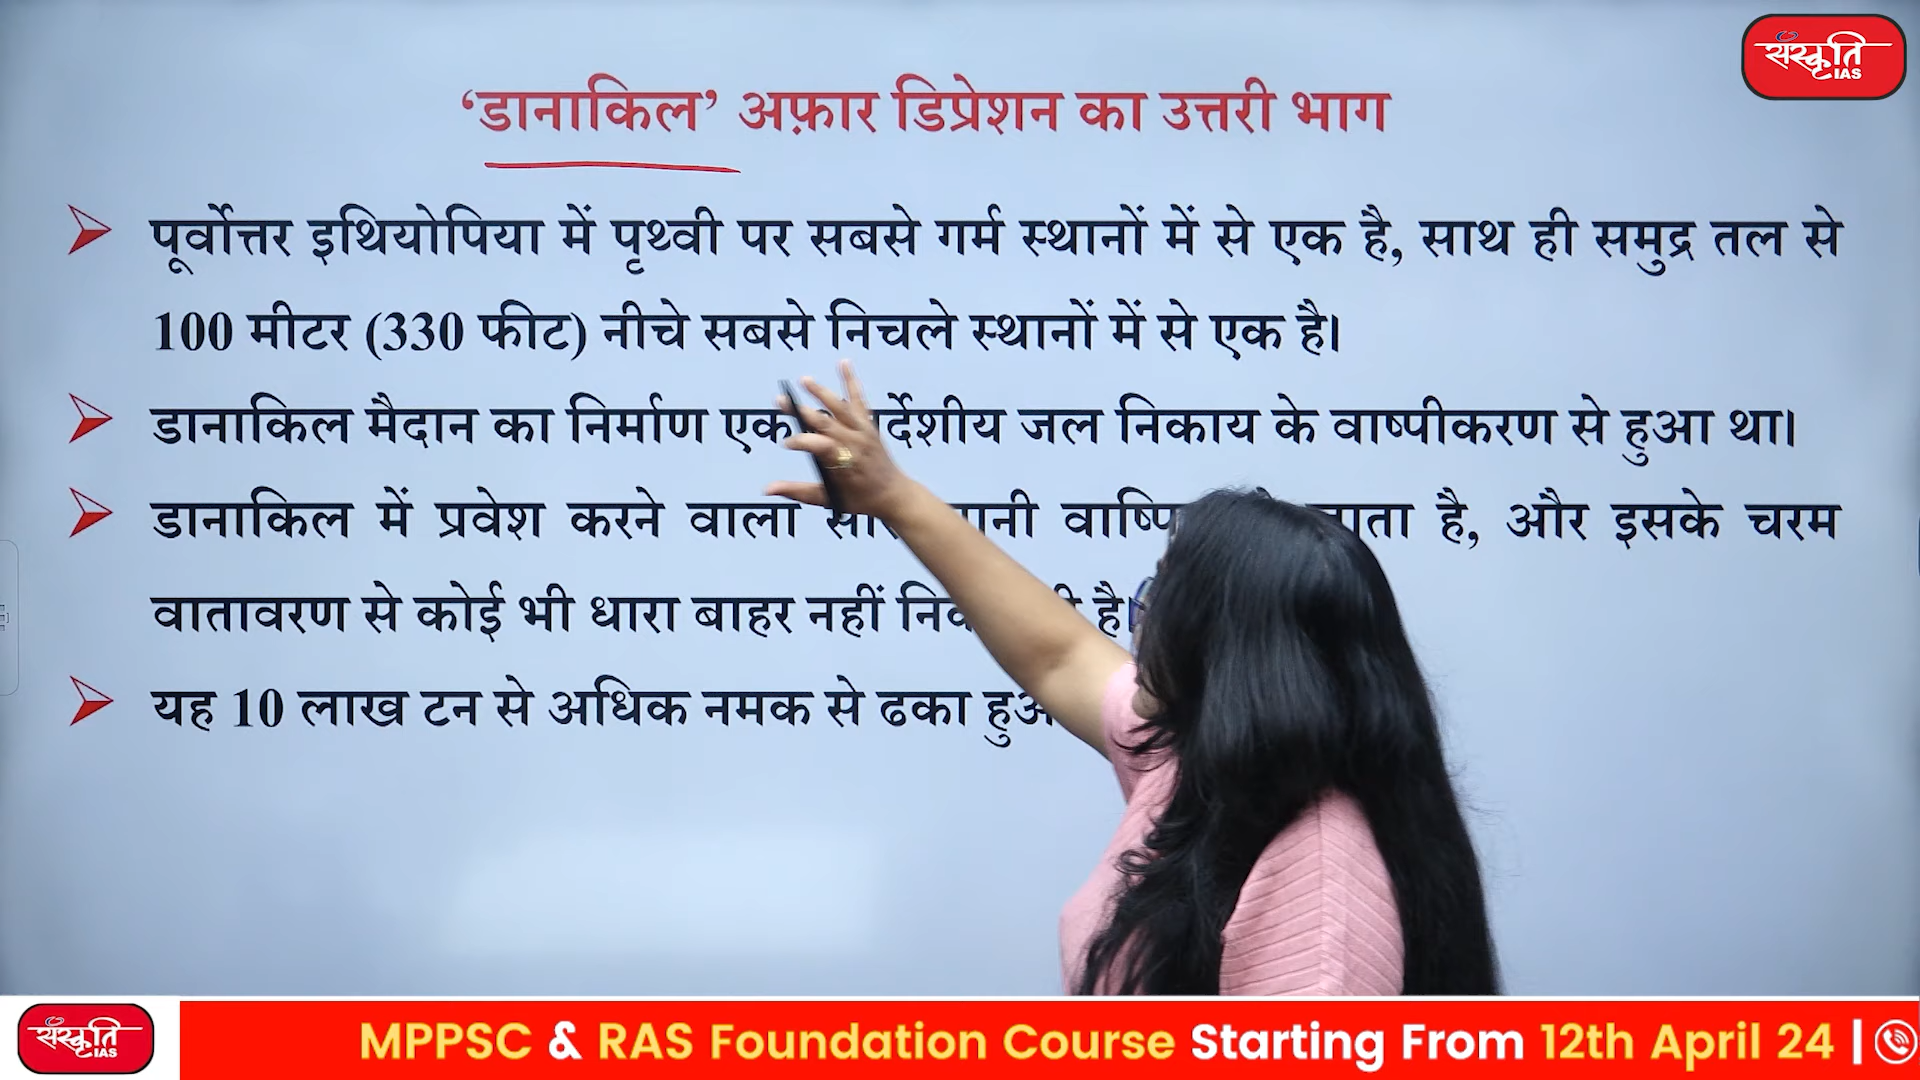 संस्कृति
IAS
‘डानाकिल’ अफ़ार डिप्रेशन का उत्तरी भाग
पूर्वोत्तर इथियोपिया में पृथ्वी पर सबसे गर्म स्थानों में से एक है, साथ ही समुद्र तल से
100 मीटर (330 फीट) नीचे सबसे निचले स्थानों में से एक है।
डानाकिल मैदान का निर्माण एक जल निकाय के वाष्पीकरण से हुआ था।
डानाकिल में प्रवेश करने वाला है, और इसके चरम
वातावरण से कोई भी धारा बाहर नहीं है।
यह 10 लाख टन से अधिक नमक से ढका
संस्कृति
IAS
MPPSC & RAS Foundation Course Starting From 12th April 24 |